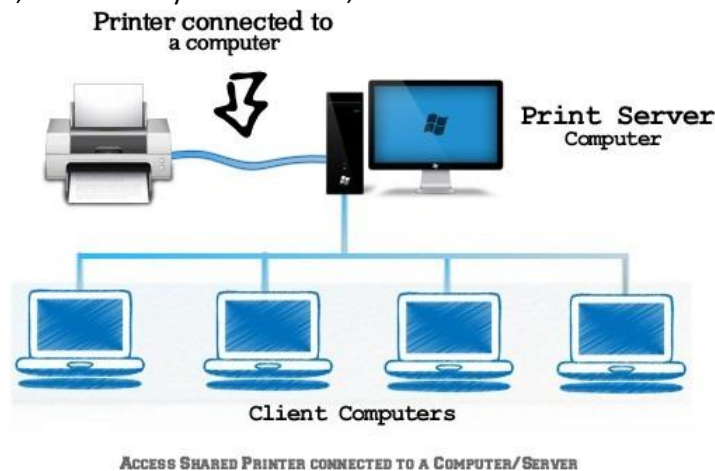 Printer connected to
a computer
Print Server
Computer
Client Computers
ACCESS SHARED PRINTER CONNECTED TO A COMPUTER/SERVER